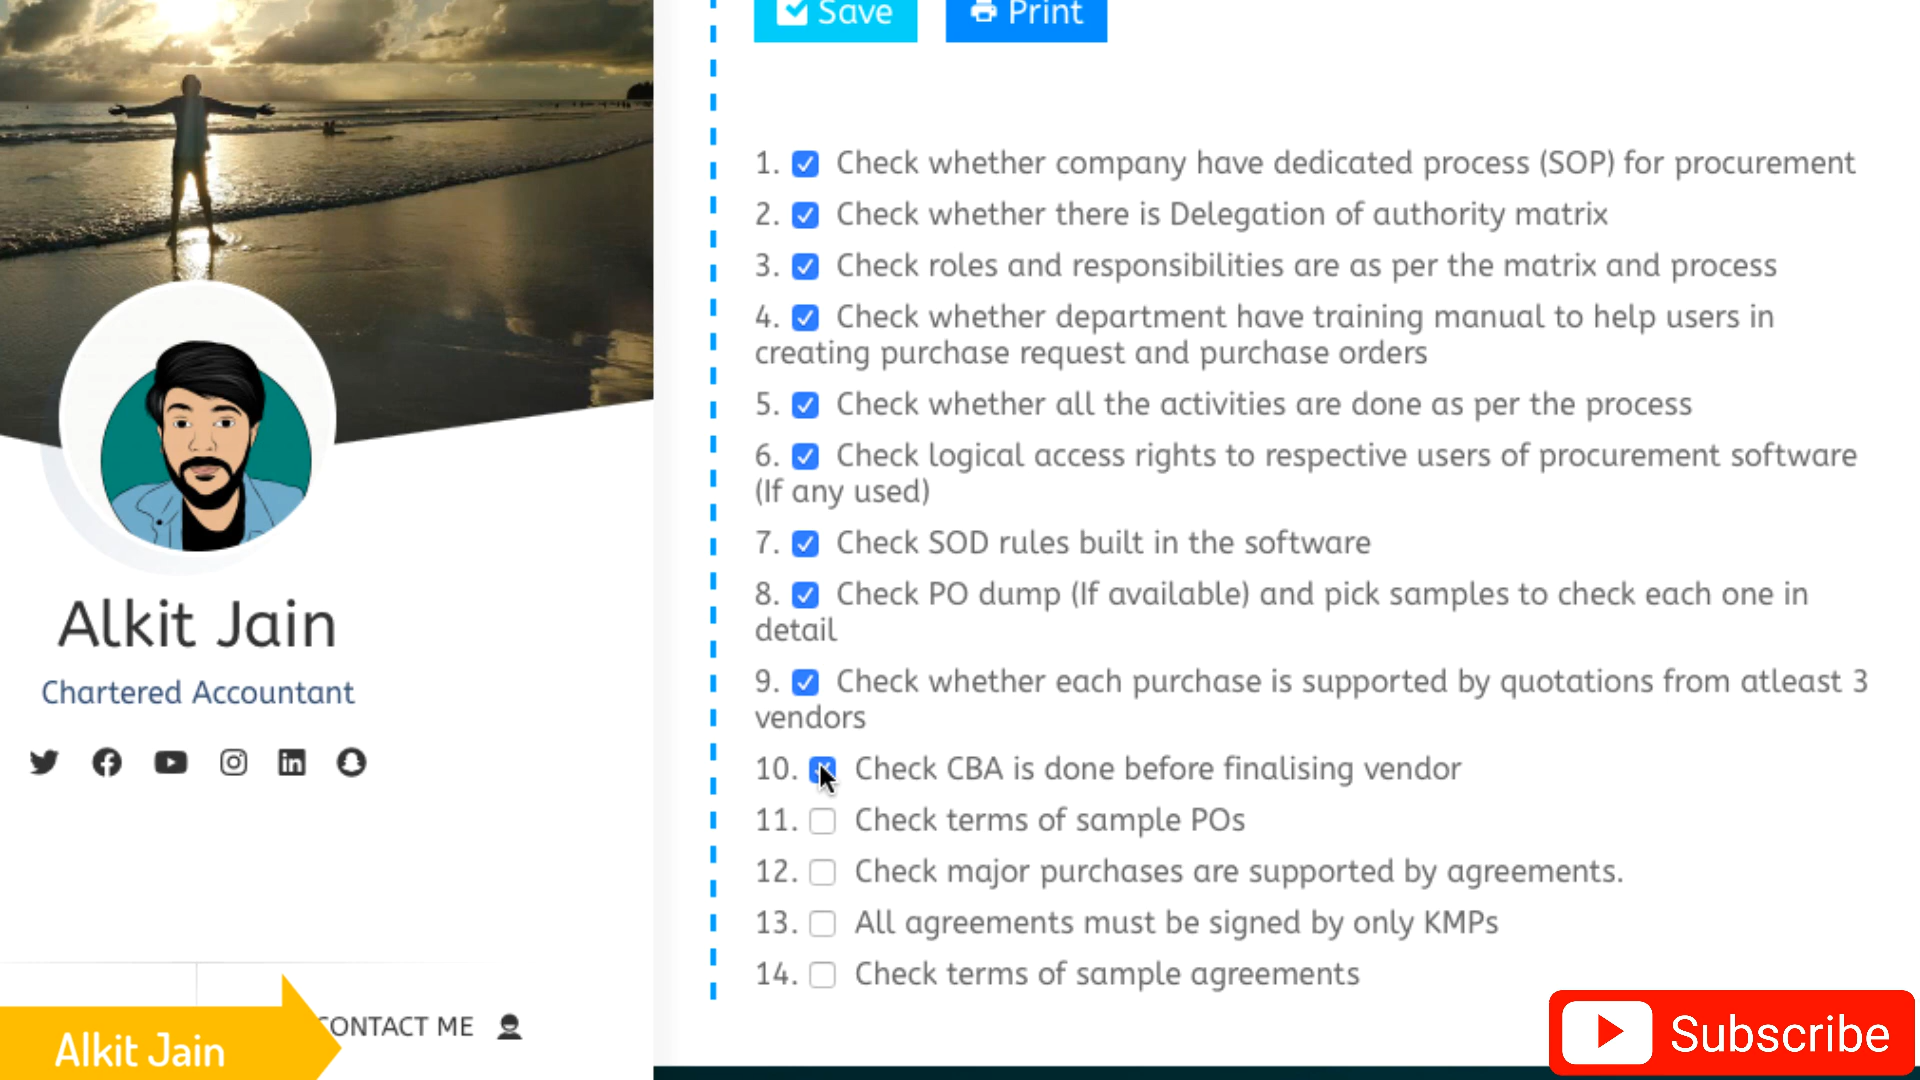 Save
Print
1. Check whether company have dedicated process (SOP) for procurement
2. Check whether there is Delegation of authority matrix
3. Check roles and responsibilities are as per the matrix and process
4. Check whether department have training manual to help users in
creating purchase request and purchase orders
5. Check whether all the activities are done as per the process
6. Check logical access rights to respective users of procurement software
(If any used)
7. Check SOD rules built in the software
8. Check PO dump (If available) and pick samples to check each one in
detail
9. Check whether each purchase is supported by quotations from atleast 3
vendors
10. Check CBA is done before finalising vendor
11. Check terms of sample POs
12. Check major purchases are supported by agreements.
13. All agreements must be signed by only KMPs
14. Check terms of sample agreements
Alkit Jain
Chartered Accountant
CONTACT ME
Alkit Jain
Subscribe